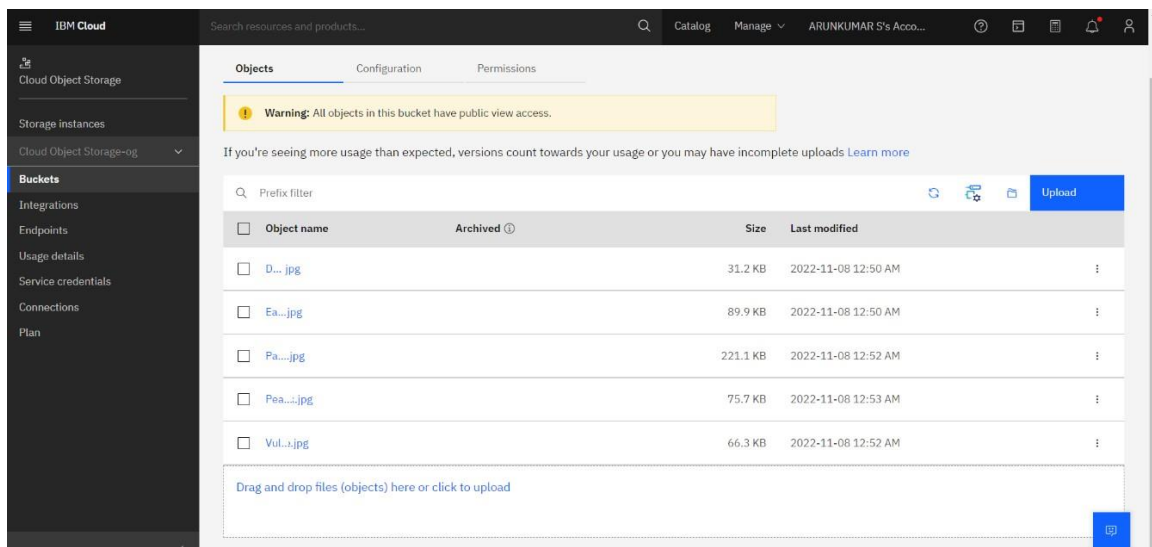 IBM Cloud
Search resources and products...
Catalog
Manage
ARUNKUMAR S's Acco...
Cloud Object Storage
Storage instances
Cloud Object Storage-og
Buckets
Integrations
Endpoints
Usage details
Service credentials
Connections
Plan
Objects
Configuration
Permissions
Warning: All objects in this bucket have public view access.
If you're seeing more usage than expected, versions count towards your usage or you may have incomplete uploads Learn more
Prefix filter
Upload
Object name Archived Size Last modified
D... jpg 31.2 KB 2022-11-08 12:50 AM
Ea...jpg 89.9 KB 2022-11-08 12:50 AM
Pa....jpg 221.1 KB 2022-11-08 12:52 AM
Pea...jpg 75.7 KB 2022-11-08 12:53 AM
Vul...jpg 66.3 KB 2022-11-08 12:52 AM
Drag and drop files (objects) here or click to upload